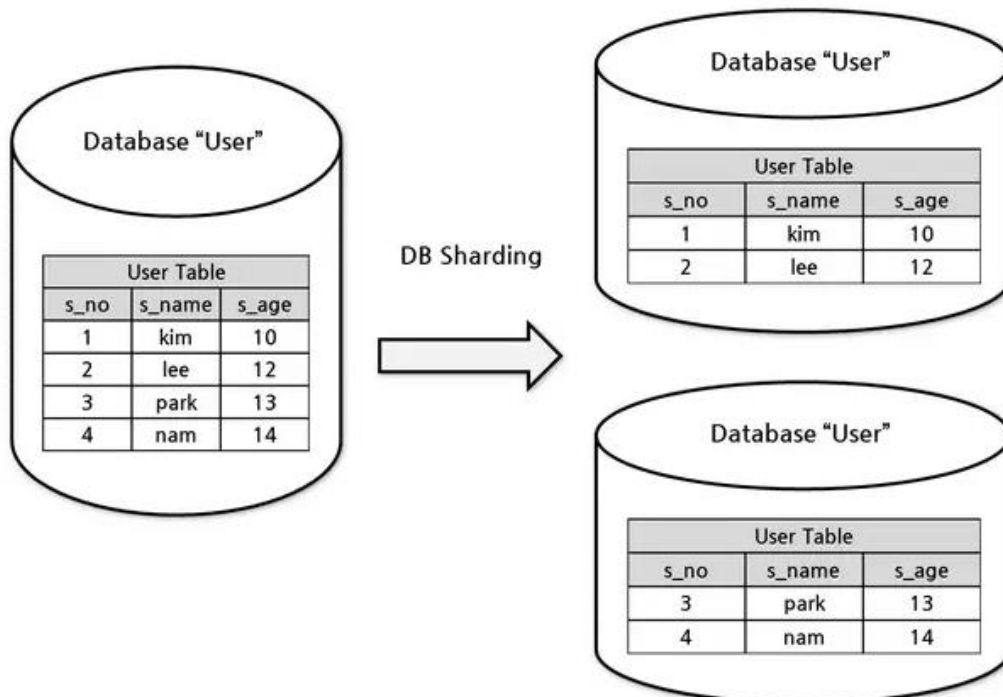 Database “User”
User Table
s_no s_name s_age
1 kim 10
2 lee 12
3 park 13
4 nam 14
DB Sharding
Database “User”
User Table
s_no s_name s_age
1 kim 10
2 lee 12
Database “User”
User Table
s_no s_name s_age
3 park 13
4 nam 14